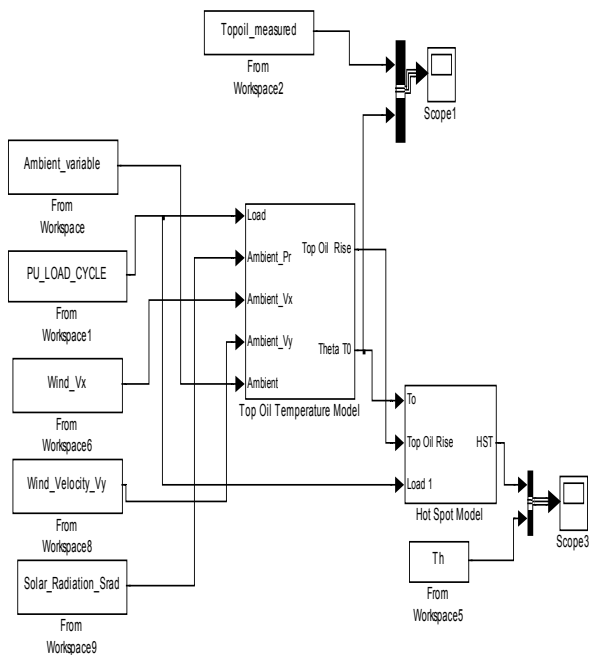 Topoil_measured
From
Workspace2
Scope1
Ambient_variable
From
Workspace
PU_LOAD_CYCLE
From
Workspace1
Wind_Vx
From
Workspace6
Wind_Velocity_Vy
From
Workspace8
Solar_Radiation_Srad
From
Workspace9
Load
Ambient_Pr
Ambient_Vx
Ambient_Vy
Ambient
Top Oil Rise
Theta T0
Top Oil Temperature Model
To
Top Oil Rise
Load 1
HST
Hot Spot Model
Th
From
Workspace5
Scope3